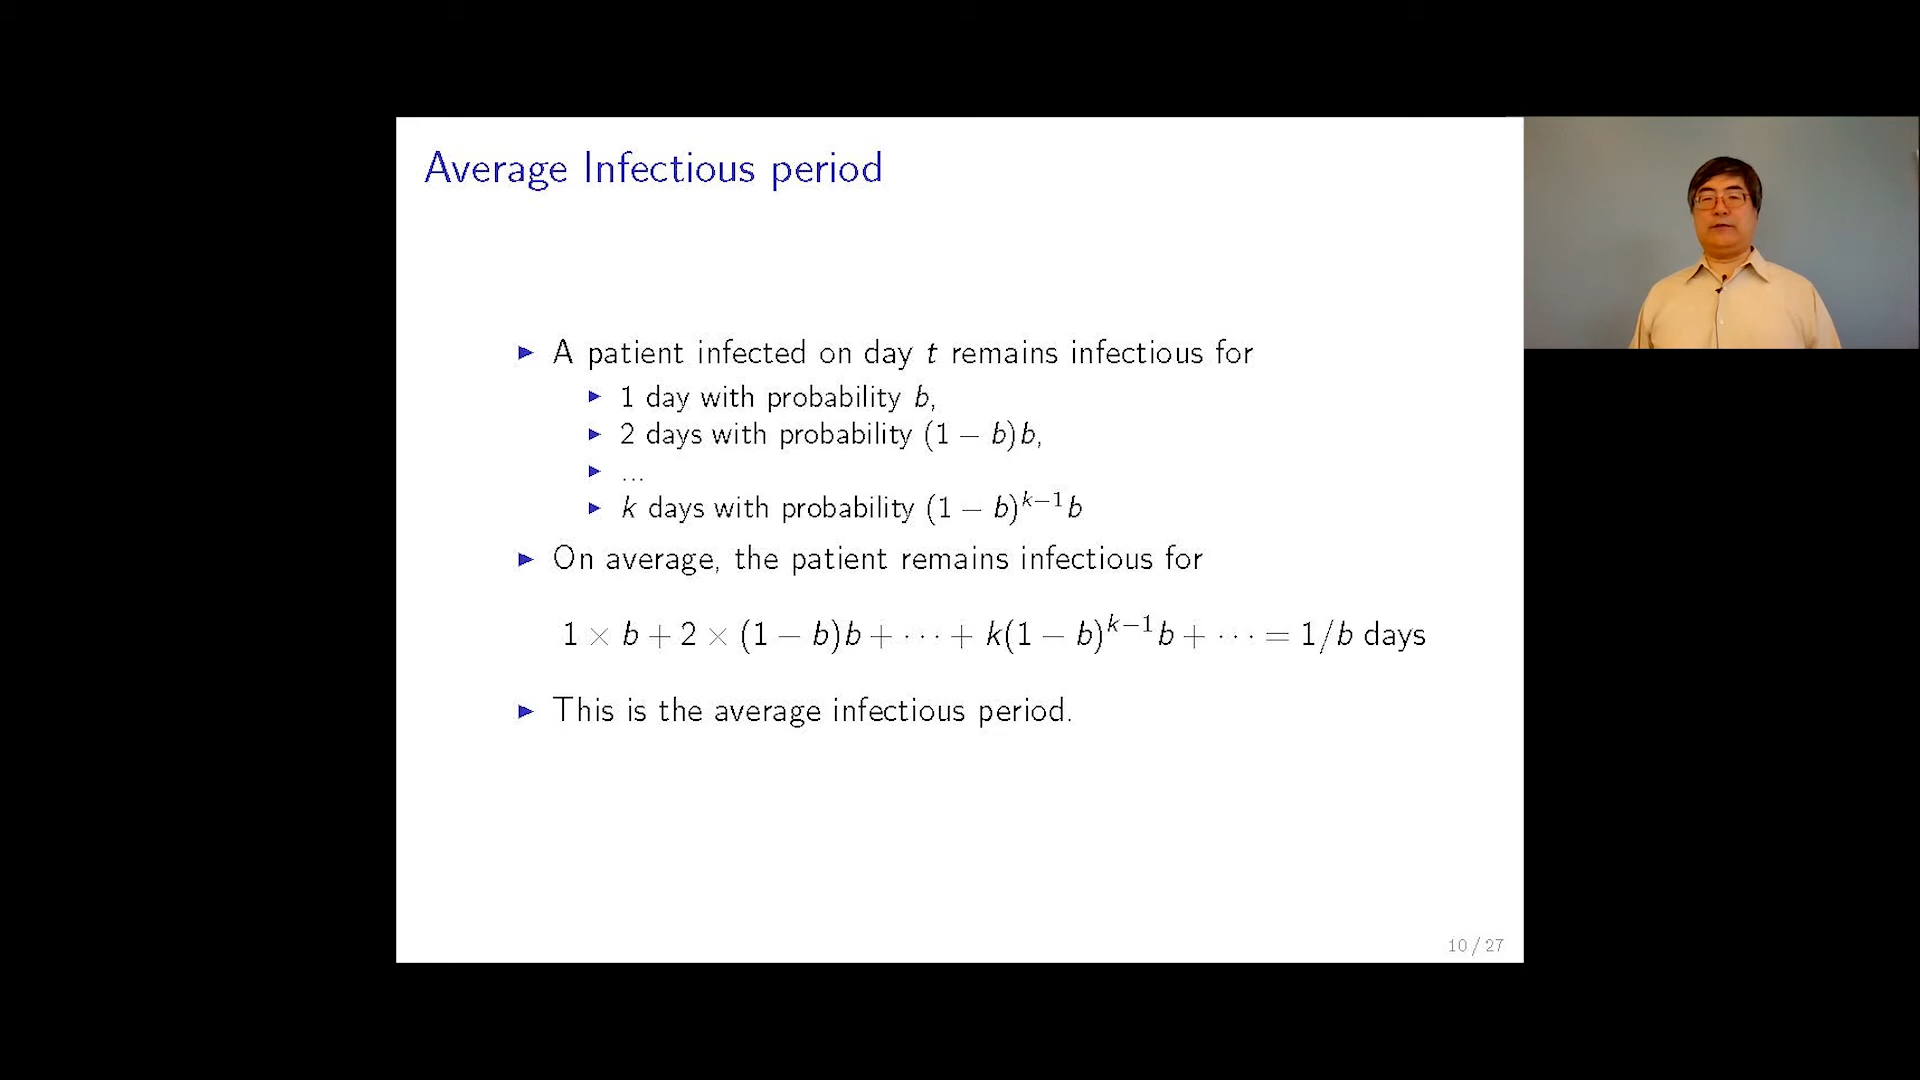 Average Infectious period
▶ A patient infected on day t remains infectious for
▶ 1 day with probability b,
▶ 2 days with probability (1 − b)b,
▶ ...
▶ k days with probability (1 − b)^{k−1}b
▶ On average, the patient remains infectious for
1 × b + 2 × (1 − b)b + · · · + k(1 − b)^{k−1}b + · · · = 1/b days
▶ This is the average infectious period.
10 / 27